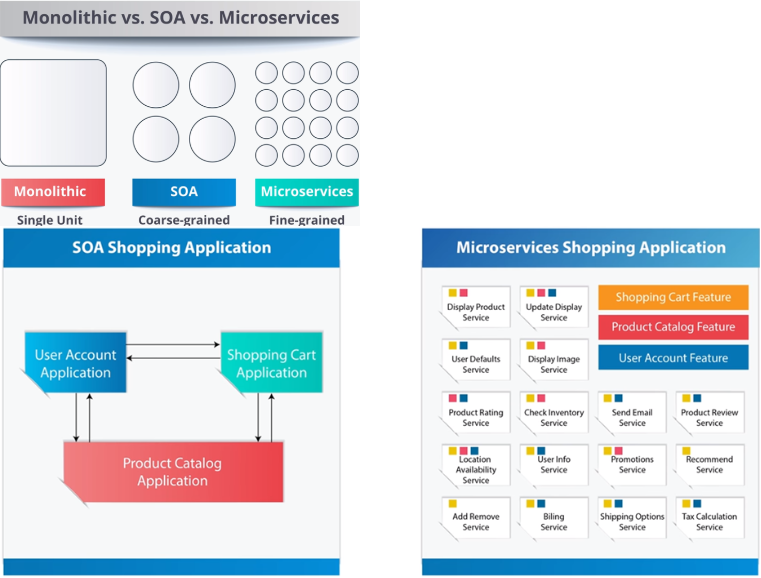 Monolithic vs. SOA vs. Microservices
Monolithic
SOA
Microservices
Single Unit
Coarse-grained
Fine-grained
SOA Shopping Application
User Account
Application
Shopping Cart
Application
Product Catalog
Application
Microservices Shopping Application
Shopping Cart Feature
Product Catalog Feature
User Account Feature
Display Product
Service
Update Display
Service
User Defaults
Service
Display Image
Service
Product Rating
Service
Check Inventory
Service
Send Email
Service
Product Review
Service
Location
Availability
Service
User Info
Service
Promotions
Service
Recommend
Service
Add Remove
Service
Biling
Service
Shipping Options
Service
Tax Calculation
Service